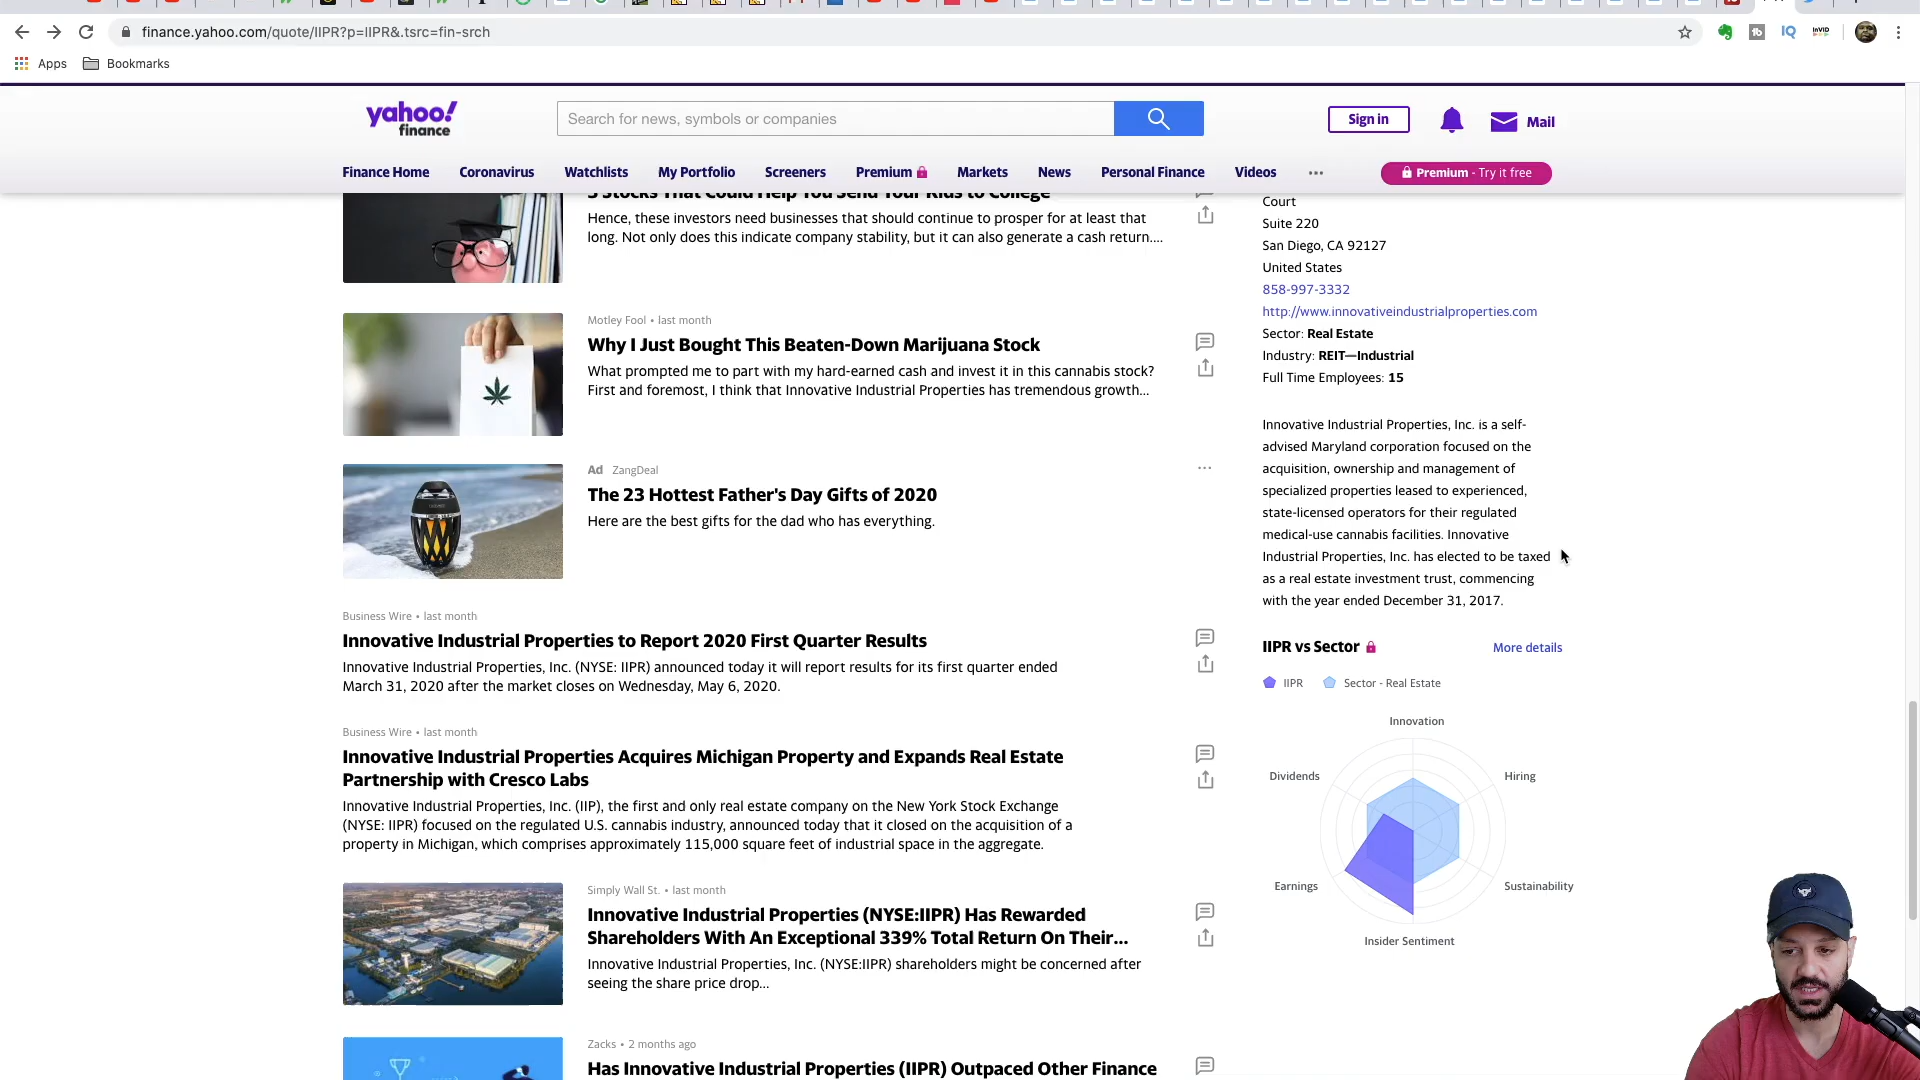 finance.yahoo.com/quote/IIPR?p=IIPR&.tsrc=fin-srch
Apps
Bookmarks
yahoo!
finance
Search for news, symbols or companies
Sign in
Mail
Finance Home
Coronavirus
Watchlists
My Portfolio
Screeners
Premium
Markets
News
Personal Finance
Videos
Premium - Try it free
5 Stocks That Could Help You Send Your Kids to College
Hence, these investors need businesses that should continue to prosper for at least that
long. Not only does this indicate company stability, but it can also generate a cash return....
Motley Fool • last month
Why I Just Bought This Beaten-Down Marijuana Stock
What prompted me to part with my hard-earned cash and invest it in this cannabis stock?
First and foremost, I think that Innovative Industrial Properties has tremendous growth...
Ad ZangDeal
The 23 Hottest Father's Day Gifts of 2020
Here are the best gifts for the dad who has everything.
Business Wire • last month
Innovative Industrial Properties to Report 2020 First Quarter Results
Innovative Industrial Properties, Inc. (NYSE: IIPR) announced today it will report results for its first quarter ended
March 31, 2020 after the market closes on Wednesday, May 6, 2020.
Business Wire • last month
Innovative Industrial Properties Acquires Michigan Property and Expands Real Estate
Partnership with Cresco Labs
Innovative Industrial Properties, Inc. (IIP), the first and only real estate company on the New York Stock Exchange
(NYSE: IIPR) focused on the regulated U.S. cannabis industry, announced today that it closed on the acquisition of a
property in Michigan, which comprises approximately 115,000 square feet of industrial space in the aggregate.
Simply Wall St. • last month
Innovative Industrial Properties (NYSE:IIPR) Has Rewarded
Shareholders With An Exceptional 339% Total Return On Their...
Innovative Industrial Properties, Inc. (NYSE:IIPR) shareholders might be concerned after
seeing the share price drop...
Zacks • 2 months ago
Has Innovative Industrial Properties (IIPR) Outpaced Other Finance
Court
Suite 220
San Diego, CA 92127
United States
858-997-3332
http://www.innovativeindustrialproperties.com
Sector: Real Estate
Industry: REIT—Industrial
Full Time Employees: 15
Innovative Industrial Properties, Inc. is a self-
advised Maryland corporation focused on the
acquisition, ownership and management of
specialized properties leased to experienced,
state-licensed operators for their regulated
medical-use cannabis facilities. Innovative
Industrial Properties, Inc. has elected to be taxed
as a real estate investment trust, commencing
with the year ended December 31, 2017.
IIPR vs Sector
More details
IIPR
Sector - Real Estate
Innovation
Dividends
Hiring
Earnings
Sustainability
Insider Sentiment